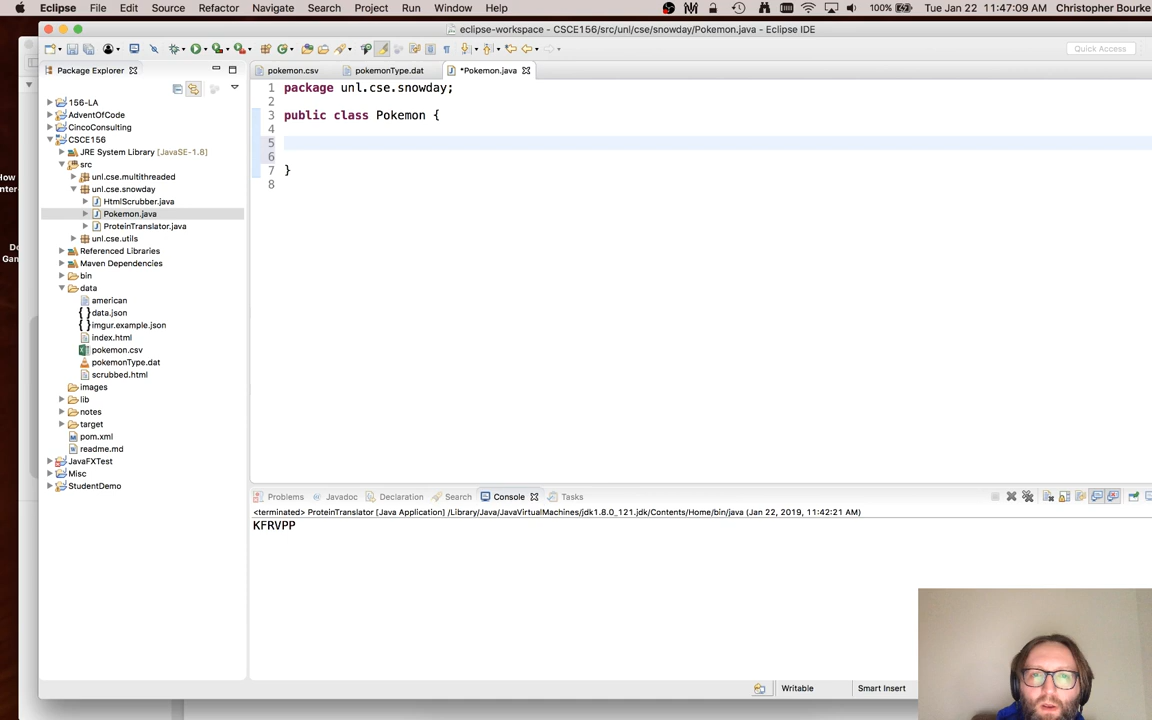 Eclipse File Edit Source Refactor Navigate Search Project Run Window Help
100% Tue Jan 22 11:47:09 AM Christopher Bourke
eclipse-workspace - CSCE156/src/unl/cse/snowday/Pokemon.java - Eclipse IDE
Quick Access
Package Explorer
pokemon.csv pokemonType.dat *Pokemon.java
156-LA
AdventOfCode
CincoConsulting
CSCE156
JRE System Library [JavaSE-1.8]
src
unl.cse.multithreaded
unl.cse.snowday
HtmlScrubber.java
Pokemon.java
ProteinTranslator.java
unl.cse.utils
Referenced Libraries
Maven Dependencies
bin
data
american
data.json
imgur.example.json
index.html
pokemon.csv
pokemonType.dat
scrubbed.html
images
lib
notes
target
pom.xml
readme.md
JavaFXTest
Misc
StudentDemo
1 package unl.cse.snowday;
2
3 public class Pokemon {
4
5
6
7 }
8
Problems Javadoc Declaration Search Console Tasks
<terminated> ProteinTranslator [Java Application] /Library/Java/JavaVirtualMachines/jdk1.8.0_121.jdk/Contents/Home/bin/java (Jan 22, 2019, 11:42:21 AM)
KFRVPP
Writable Smart Insert
How